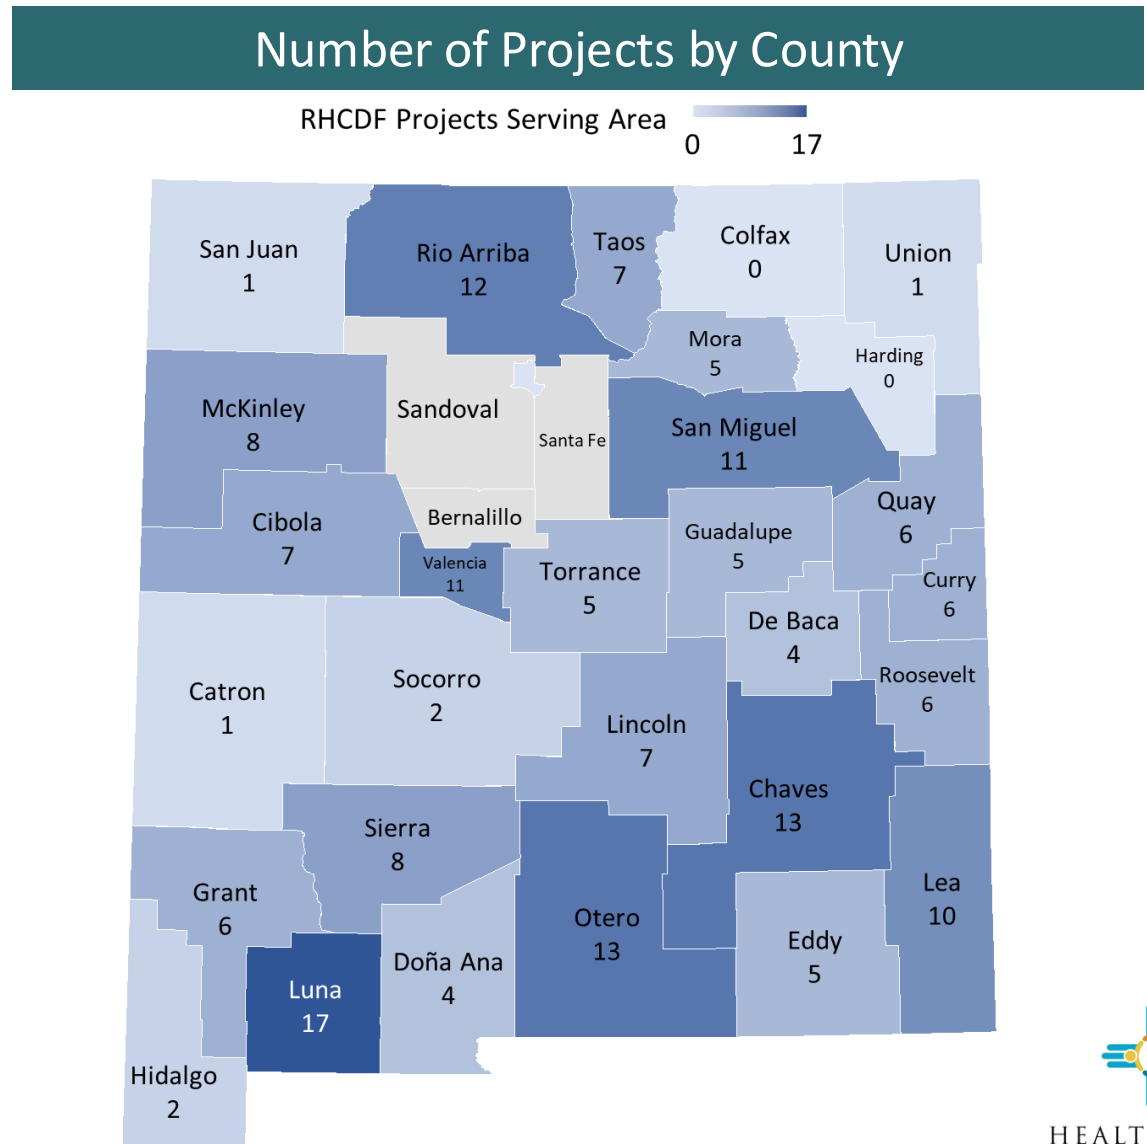 Number of Projects by County
RHCDF Projects Serving Area
0
17
San Juan
1
Rio Arriba
12
Taos
7
Colfax
0
Union
1
Mora
5
Harding
0
McKinley
8
Sandoval
Santa Fe
San Miguel
11
Quay
6
Cibola
7
Bernalillo
Valencia
11
Torrance
5
Guadalupe
5
Curry
6
De Baca
4
Roosevelt
6
Catron
1
Socorro
2
Lincoln
7
Chaves
13
Sierra
8
Grant
6
Otero
13
Lea
10
Eddy
5
Doña Ana
4
Luna
17
Hidalgo
2
HEALT